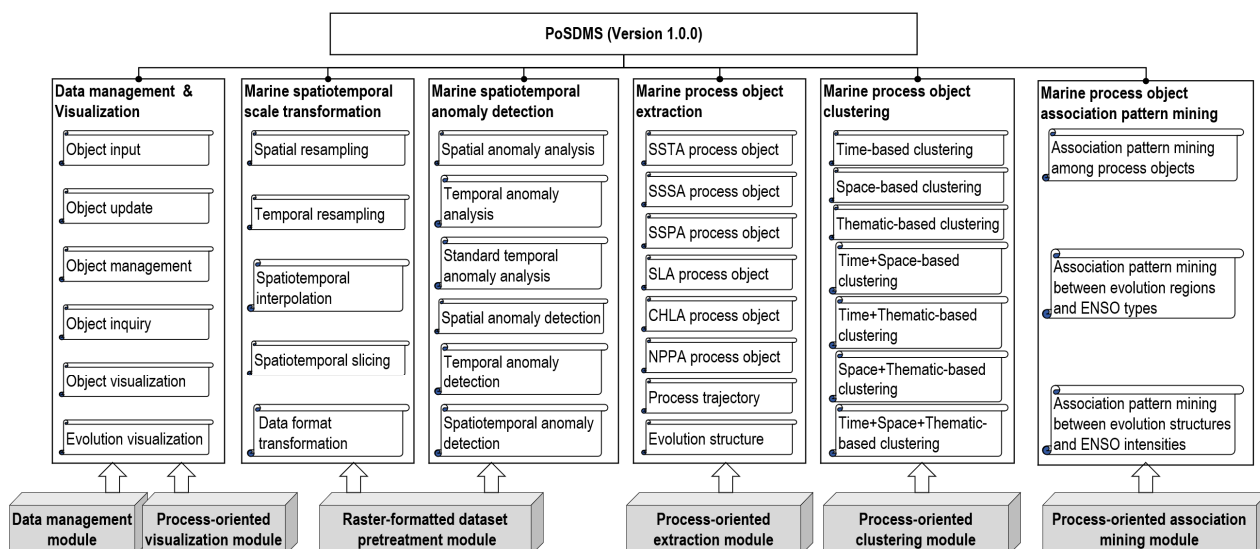 PoSDMS (Version 1.0.0)
Data management &
Visualization
Object input
Object update
Object management
Object inquiry
Object visualization
Evolution visualization
Marine spatiotemporal
scale transformation
Spatial resampling
Temporal resampling
Spatiotemporal
interpolation
Spatiotemporal slicing
Data format
transformation
Marine spatiotemporal
anomaly detection
Spatial anomaly analysis
Temporal anomaly
analysis
Standard temporal
anomaly analysis
Spatial anomaly detection
Temporal anomaly
detection
Spatiotemporal anomaly
detection
Marine process object
extraction
SSTA process object
SSSA process object
SSPA process object
SLA process object
CHLA process object
NPPA process object
Process trajectory
Evolution structure
Marine process object
clustering
Time-based clustering
Space-based clustering
Thematic-based clustering
Time+Space-based
clustering
Time+Thematic-based
clustering
Space+Thematic-based
clustering
Time+Space+Thematic-
based clustering
Marine process object
association pattern mining
Association pattern mining
among process objects
Association pattern mining
between evolution regions
and ENSO types
Association pattern mining
between evolution structures
and ENSO intensities
Data management
module
Process-oriented
visualization module
Raster-formatted dataset
pretreatment module
Process-oriented
extraction module
Process-oriented
clustering module
Process-oriented association
mining module